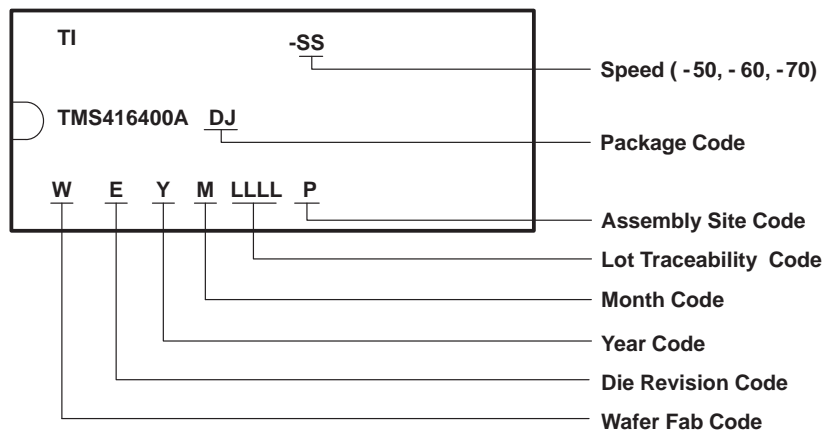 TI -SS
Speed ( - 50, - 60, -70)
TMS416400A DJ
Package Code
W E Y M LLLL P
Assembly Site Code
Lot Traceability Code
Month Code
Year Code
Die Revision Code
Wafer Fab Code